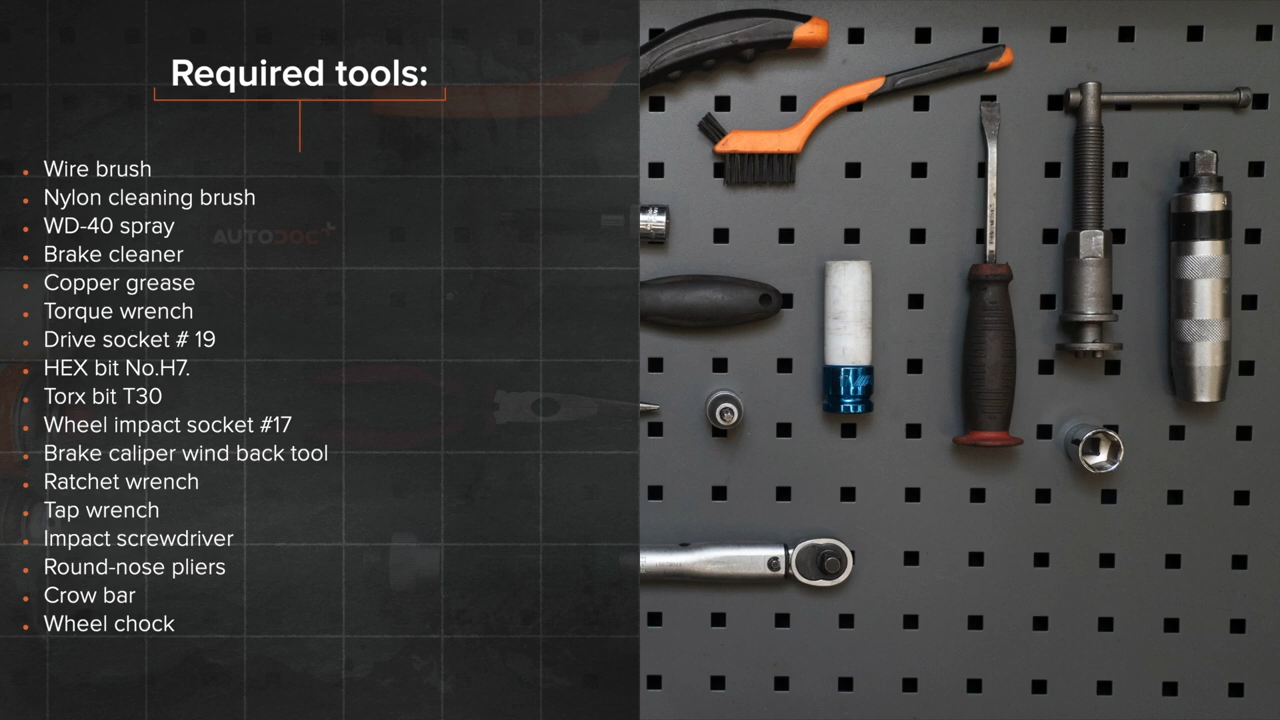 Required tools:
Wire brush
Nylon cleaning brush
WD-40 spray
AUTODOC
Brake cleaner
Copper grease
Torque wrench
Drive socket # 19
HEX bit No.H7.
Torx bit T30
Wheel impact socket #17
Brake caliper wind back tool
Ratchet wrench
Tap wrench
Impact screwdriver
Round-nose pliers
Crow bar
Wheel chock